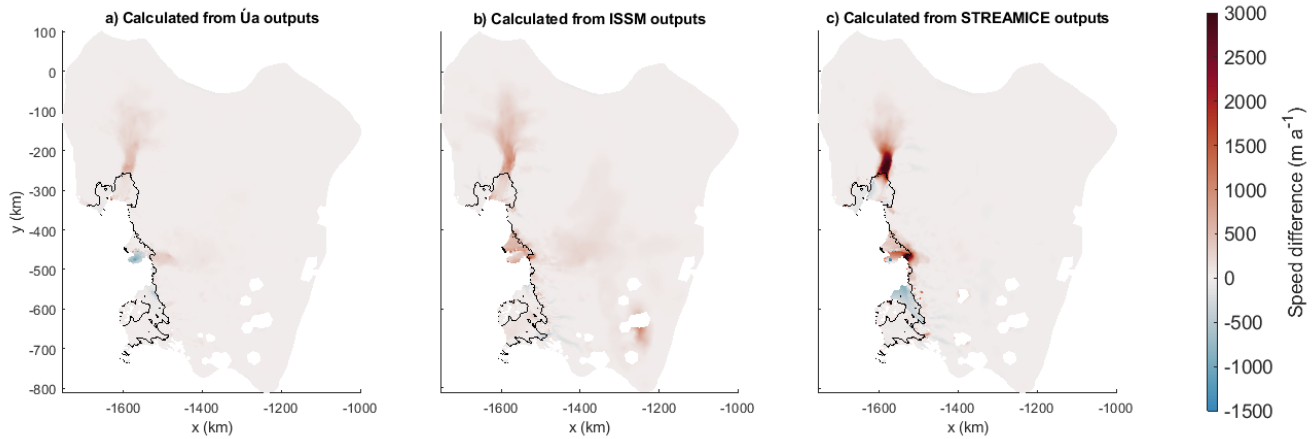 a) Calculated from Úa outputs
b) Calculated from ISSM outputs
c) Calculated from STREAMICE outputs
100
0
-100
-200
-300
-400
-500
-600
-700
-800
y (km)
-1600 -1400 -1200 -1000
x (km)
-1600 -1400 -1200 -1000
x (km)
-1600 -1400 -1200 -1000
x (km)
3000
2500
2000
1500
1000
500
0
-500
-1000
-1500
Speed difference (m a⁻¹)